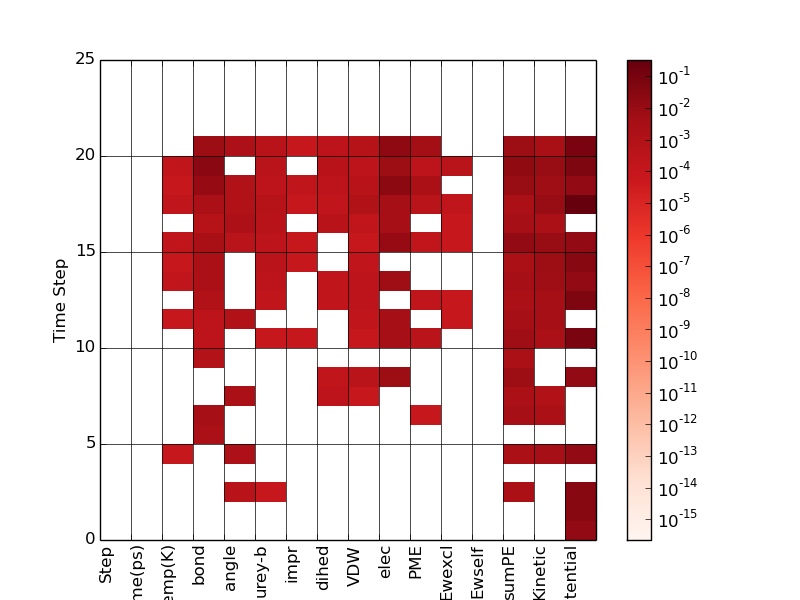 25
20
15
10
5
0
Time Step
Step
me(ps)
emp(K)
bond
angle
urey-b
impr
dihed
VDW
elec
PME
Ewexcl
Ewself
sumPE
Kinetic
tential
10^-1
10^-2
10^-3
10^-4
10^-5
10^-6
10^-7
10^-8
10^-9
10^-10
10^-11
10^-12
10^-13
10^-14
10^-15